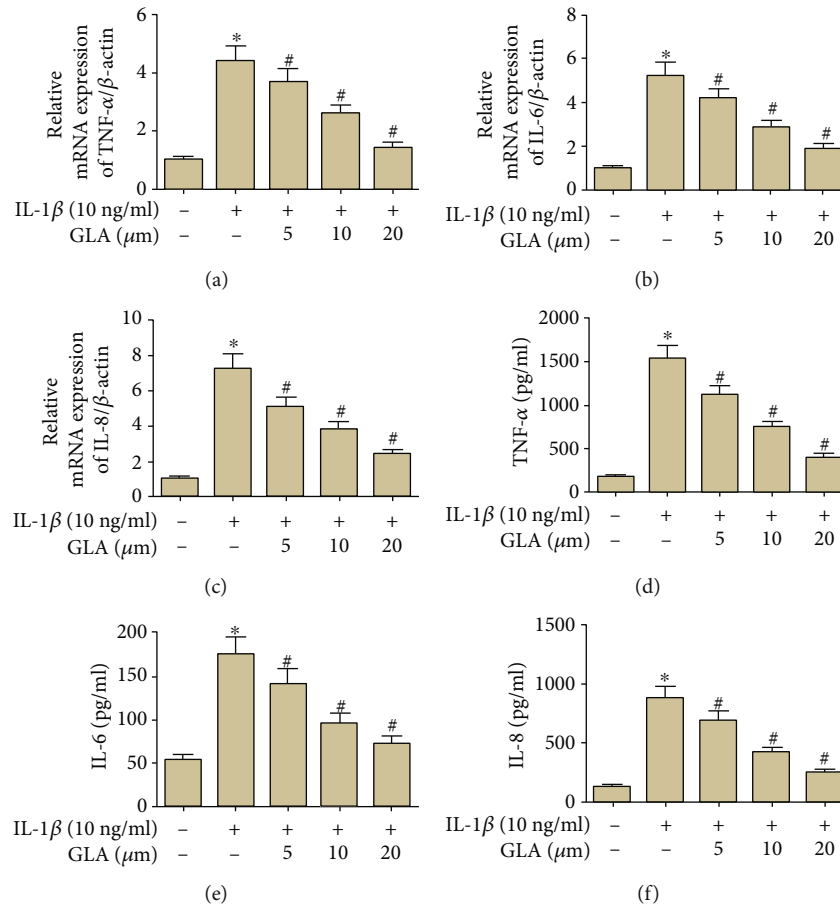 Relative
mRNA expression
of TNF-α/β-actin
6
4
2
0
*
#
#
#
IL-1β (10 ng/ml) – + + + +
GLA (μm) – – 5 10 20
(a)
Relative
mRNA expression
of IL-6/β-actin
8
6
4
2
0
*
#
#
#
IL-1β (10 ng/ml) – + + + +
GLA (μm) – – 5 10 20
(b)
Relative
mRNA expression
of IL-8/β-actin
10
8
6
4
2
0
*
#
#
#
IL-1β (10 ng/ml) – + + + +
GLA (μm) – – 5 10 20
(c)
TNF-α (pg/ml)
2000
1500
1000
500
0
*
#
#
#
IL-1β (10 ng/ml) – + + + +
GLA (μm) – – 5 10 20
(d)
IL-6 (pg/ml)
200
150
100
50
0
*
#
#
#
IL-1β (10 ng/ml) – + + + +
GLA (μm) – – 5 10 20
(e)
IL-8 (pg/ml)
1500
1000
500
0
*
#
#
#
IL-1β (10 ng/ml) – + + + +
GLA (μm) – – 5 10 20
(f)